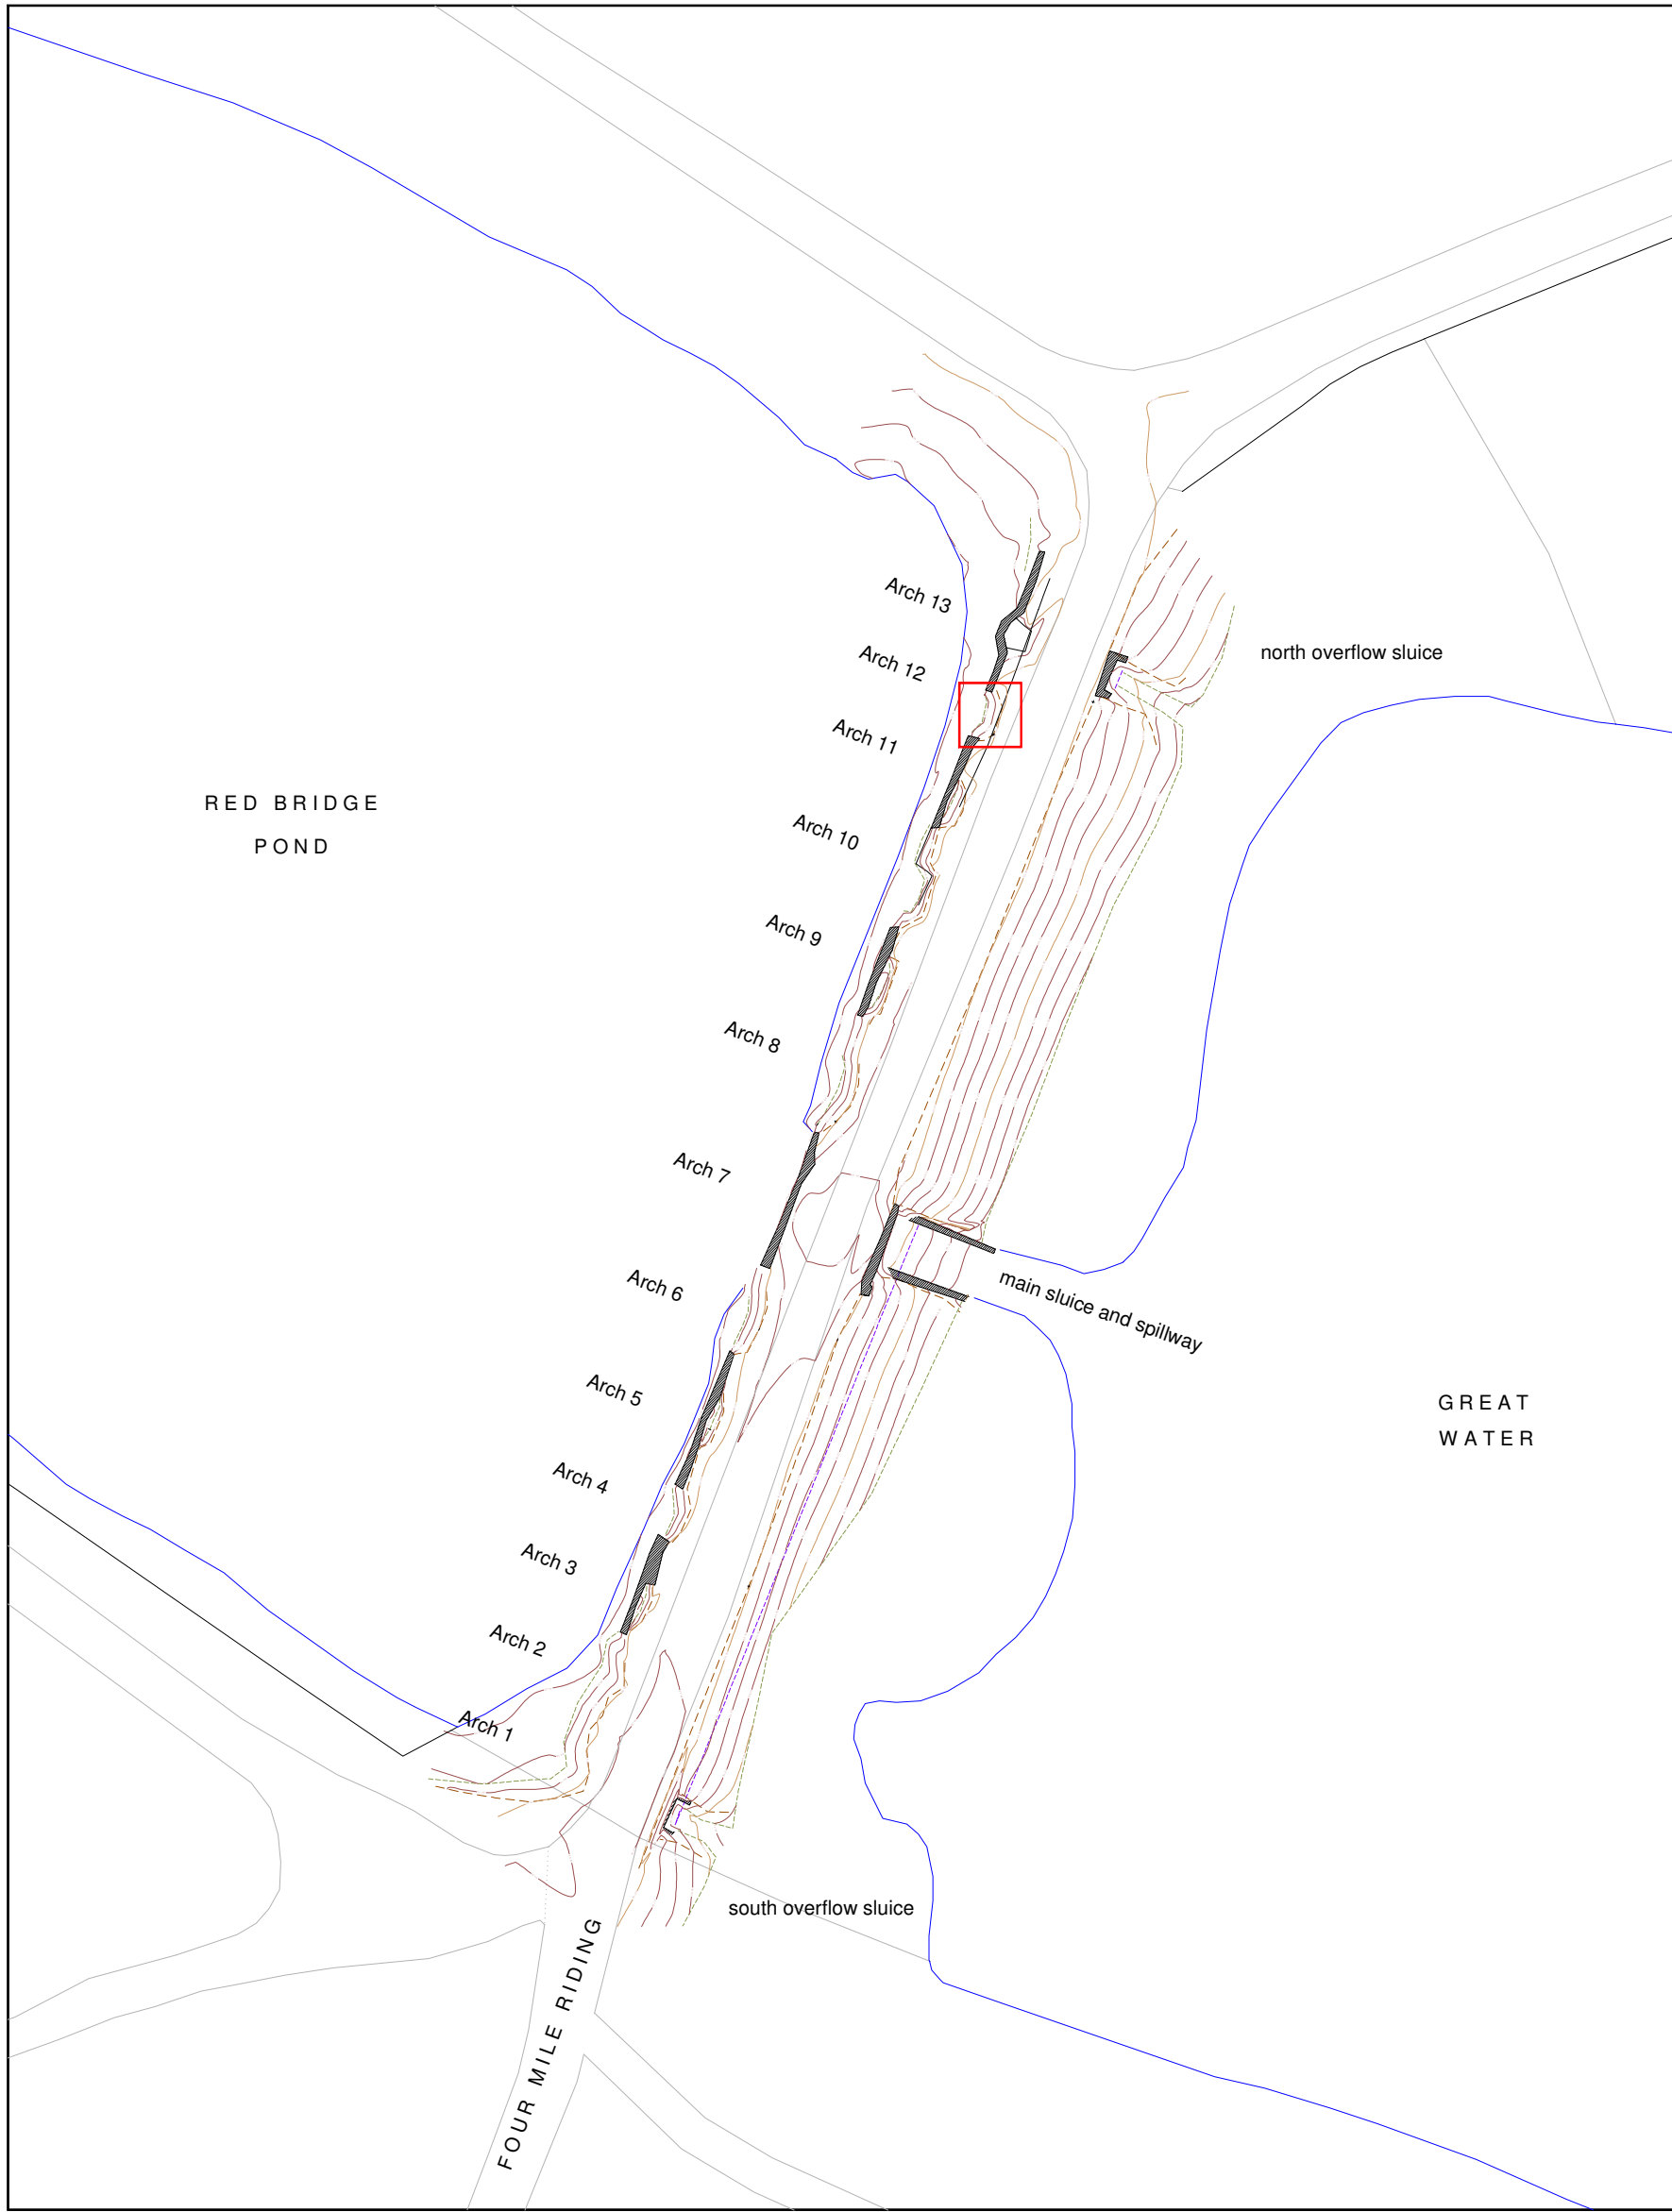 Arch 13
Arch 12
north overflow sluice
Arch 11
RED BRIDGE
POND
Arch 10
Arch 9
Arch 8
Arch 7
Arch 6
main sluice and spillway
Arch 5
GREAT
WATER
Arch 4
Arch 3
Arch 2
Arch 1
south overflow sluice
FOUR MILE RIDING